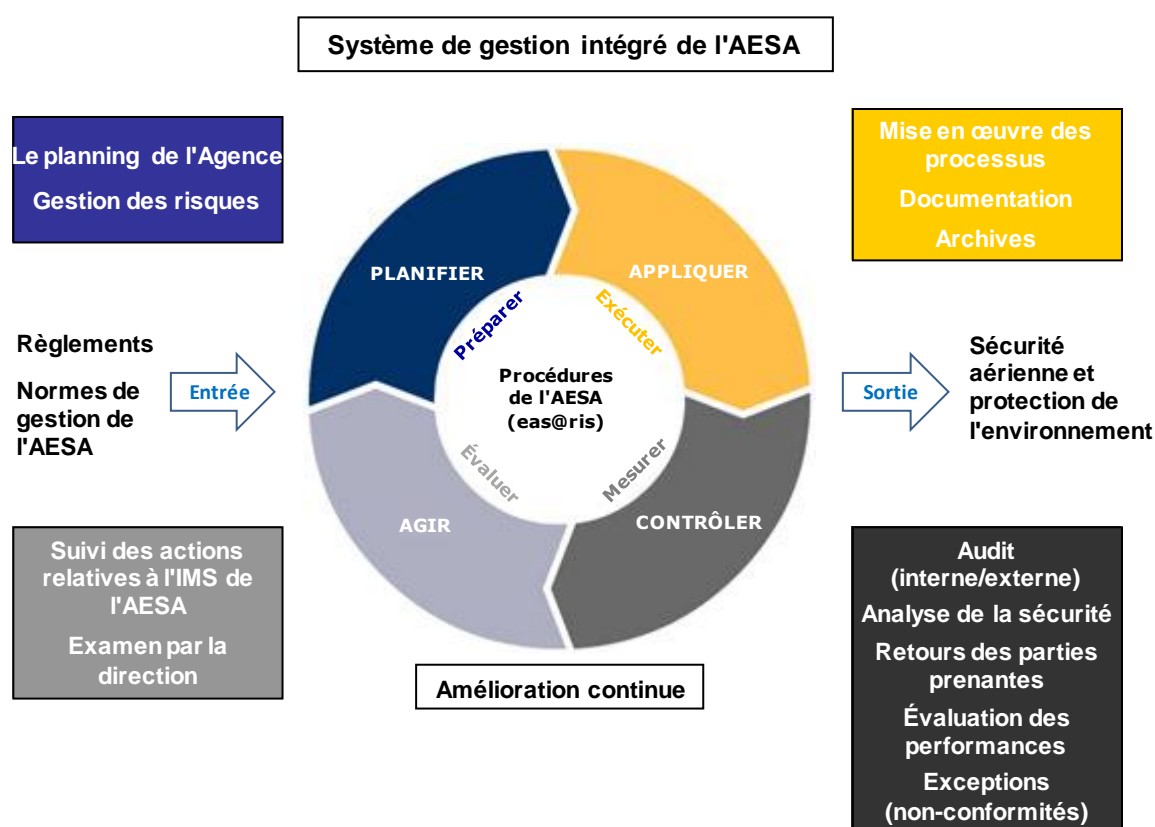 Système de gestion intégré de l'AESA
Le planning de l'Agence
Gestion des risques
Mise en œuvre des
processus
Documentation
Archives
PLANIFIER
APPLIQUER
Préparer
Exécuter
Règlements
Normes de
gestion de
l'AESA
Entrée
Procédures
de l'AESA
(eas@ris)
Sortie
Sécurité
aérienne et
protection de
l'environnement
Évaluer
Mesurer
AGIR
CONTRÔLER
Suivi des actions
relatives à l'IMS de
l'AESA
Examen par la
direction
Amélioration continue
Audit
(interne/externe)
Analyse de la sécurité
Retours des parties
prenantes
Évaluation des
performances
Exceptions
(non-conformités)